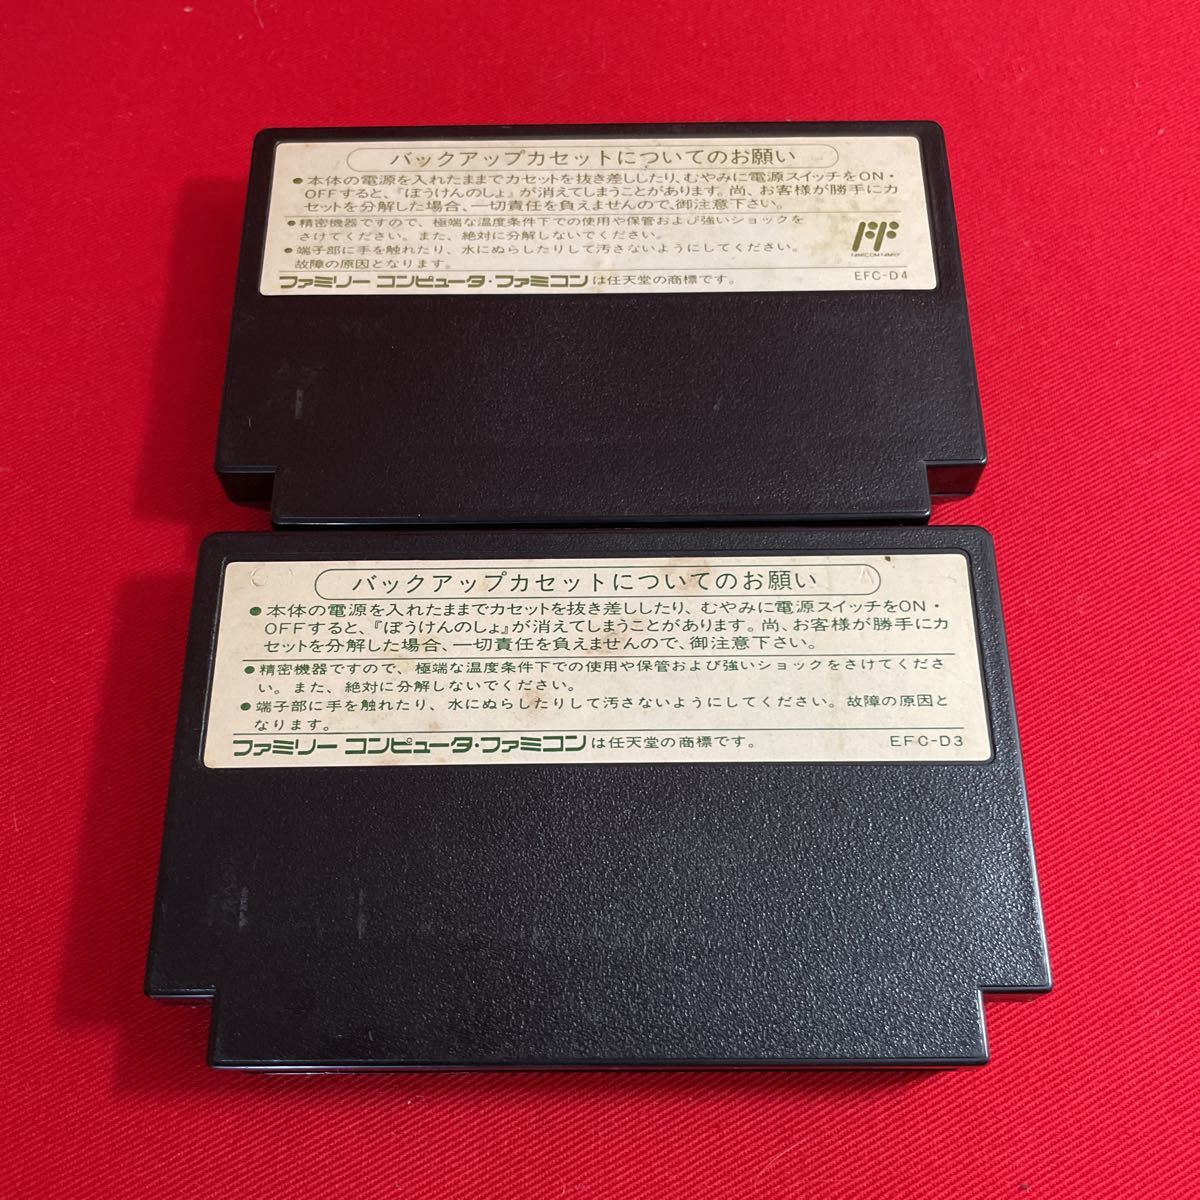 バックアップカセットについてのお願い
●本体の電源を入れたままでカセットを抜き差ししたり、むやみに電源スイッチをON・
OFFすると、『ぼうけんのしょ』が消えてしまうことがあります。尚、お客様が勝手にカ
セットを分解した場合、一切責任を負えませんので、御注意下さい。
●精密機器ですので、極端な温度条件下での使用や保管および強いショックを
さけてください。また、絶対に分解しないでください。
●端子部に手を触れたり、水にぬらしたりして汚さないようにしてください。
故障の原因となります。
FAMICOM FAMILY
ファミリーコンピュータ・ファミコンは任天堂の商標です。
EFC-D4
バックアップカセットについてのお願い
●本体の電源を入れたままでカセットを抜き差ししたり、むやみに電源スイッチをON・
OFFすると、『ぼうけんのしょ』が消えてしまうことがあります。尚、お客様が勝手にカ
セットを分解した場合、一切責任を負えませんので、御注意下さい。
●精密機器ですので、極端な温度条件下での使用や保管および強いショックをさけてくださ
い。また、絶対に分解しないでください。
●端子部に手を触れたり、水にぬらしたりして汚さないようにしてください。故障の原因と
なります。
ファミリーコンピュータ・ファミコンは任天堂の商標です。
EFC-D3